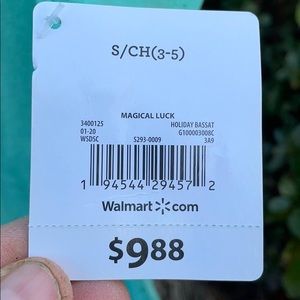 S/CH(3-5)
MAGICAL LUCK
3400125 HOLIDAY BASSAT
01-20 G100003008C
WSDSC 5293-0009 3A9
1 94544 29457 2
Walmart com
$9.88